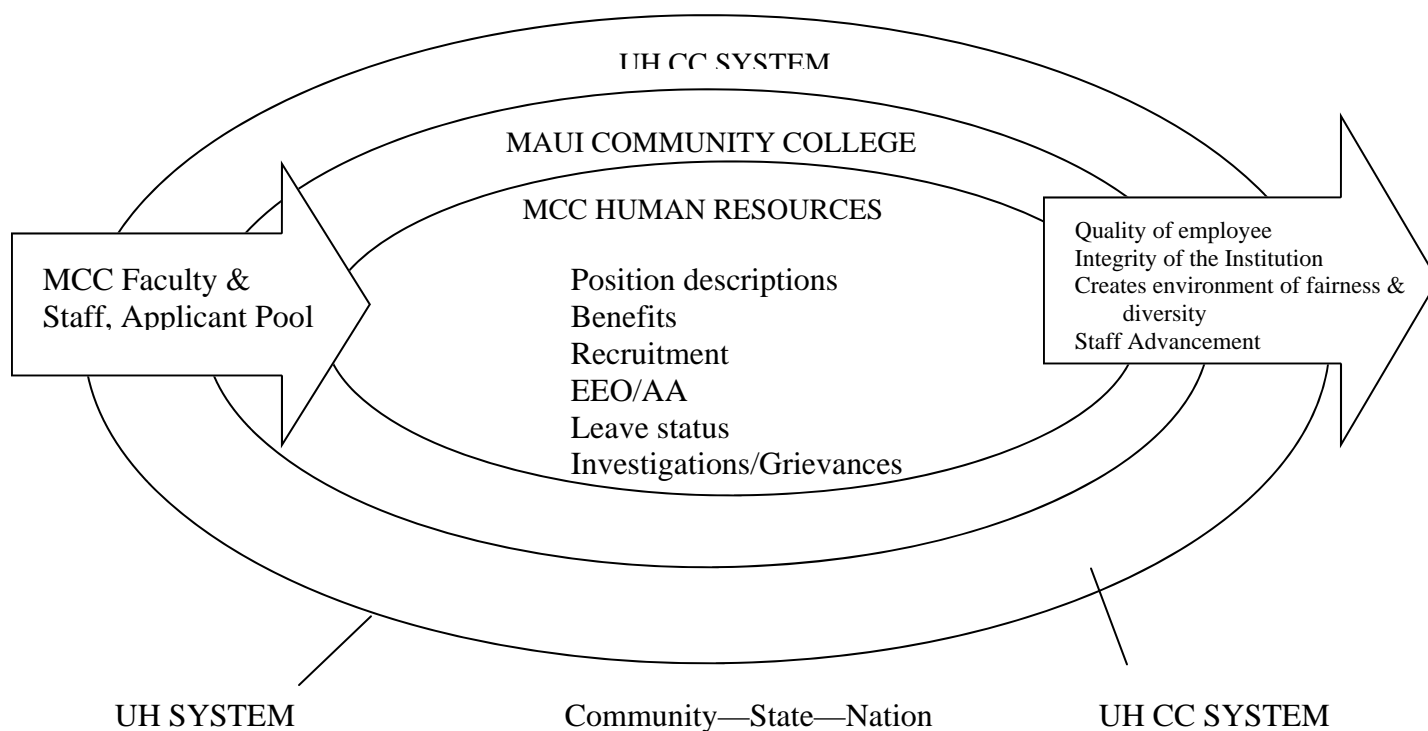 UH CC SYSTEM
MAUI COMMUNITY COLLEGE
MCC HUMAN RESOURCES
MCC Faculty &
Staff, Applicant Pool
Position descriptions
Benefits
Recruitment
EEO/AA
Leave status
Investigations/Grievances
Quality of employee
Integrity of the Institution
Creates environment of fairness &
diversity
Staff Advancement
UH SYSTEM
Community—State—Nation
UH CC SYSTEM